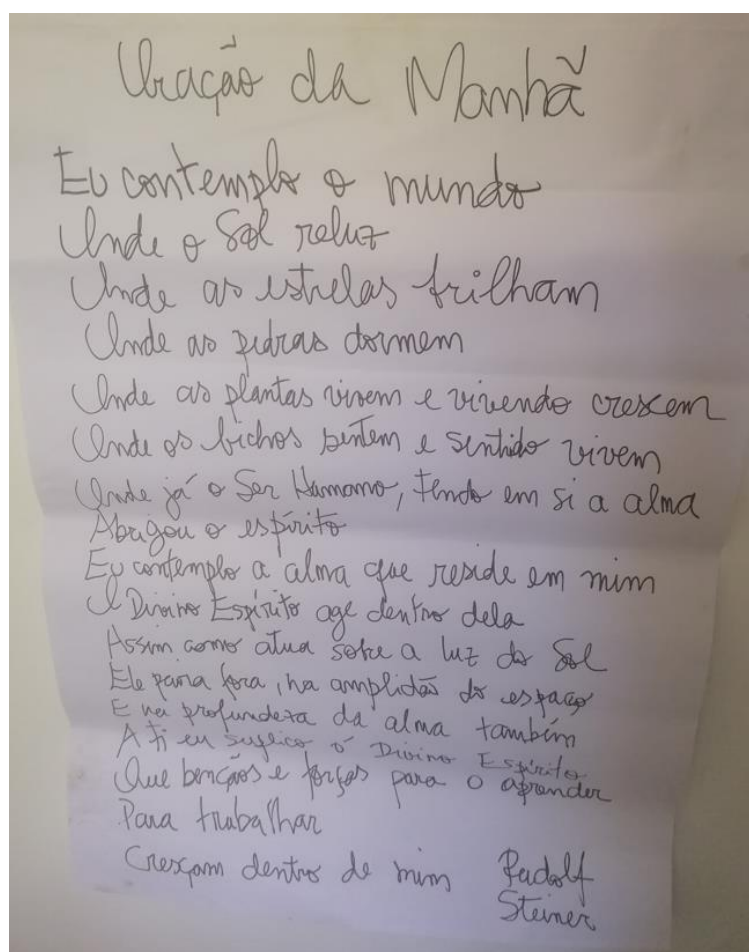 Oração da Manhã
Eu contemplo o mundo
Onde o Sol reluz
Onde as estrelas brilham
Onde as pedras dormem
Onde as plantas vivem e vivendo crescem
Onde os bichos sentem e sentido vivem
Onde já o Ser Humano, tendo em si a alma
Abrigou o espírito
Eu contemplo a alma que reside em mim
O Divino Espírito age dentro dela
Assim como atua sobre a luz do Sol
Ele paira fora, na amplidão do espaço
E na profundeza da alma também
A ti eu suplico ó Divino Espírito
Que bençãos e forças para o aprender
Para trabalhar
Cresçam dentro de mim Rudolf
Steiner